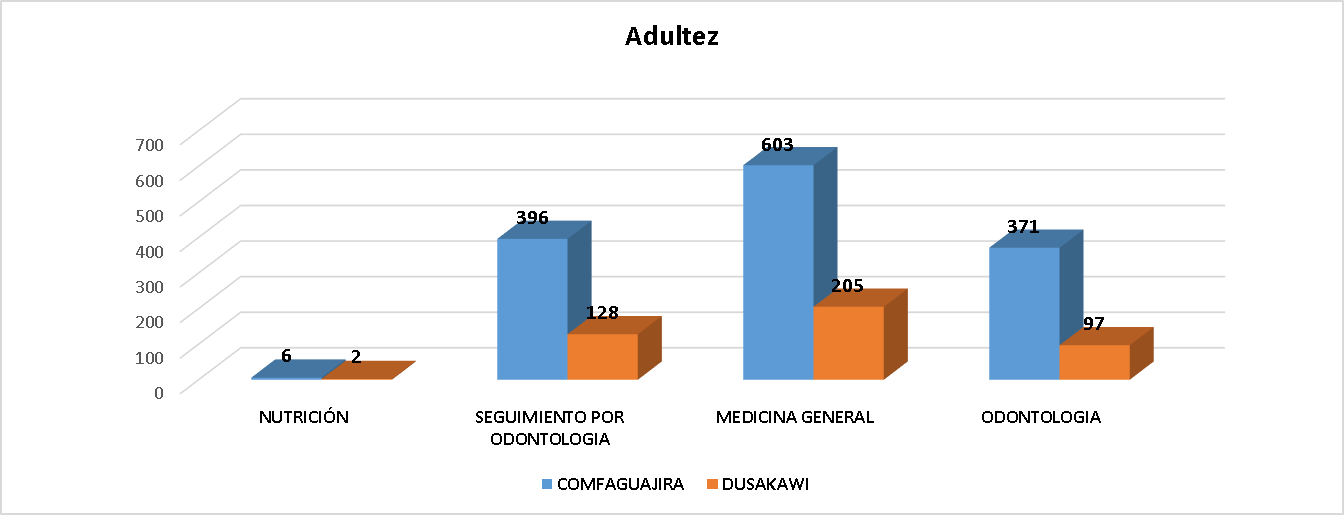 Adultez
700
600
500
400
300
200
100
0
6
2
396
128
603
205
371
97
NUTRICIÓN
SEGUIMIENTO POR
ODONTOLOGIA
MEDICINA GENERAL
ODONTOLOGIA
COMFAGUAJIRA
DUSAKAWI